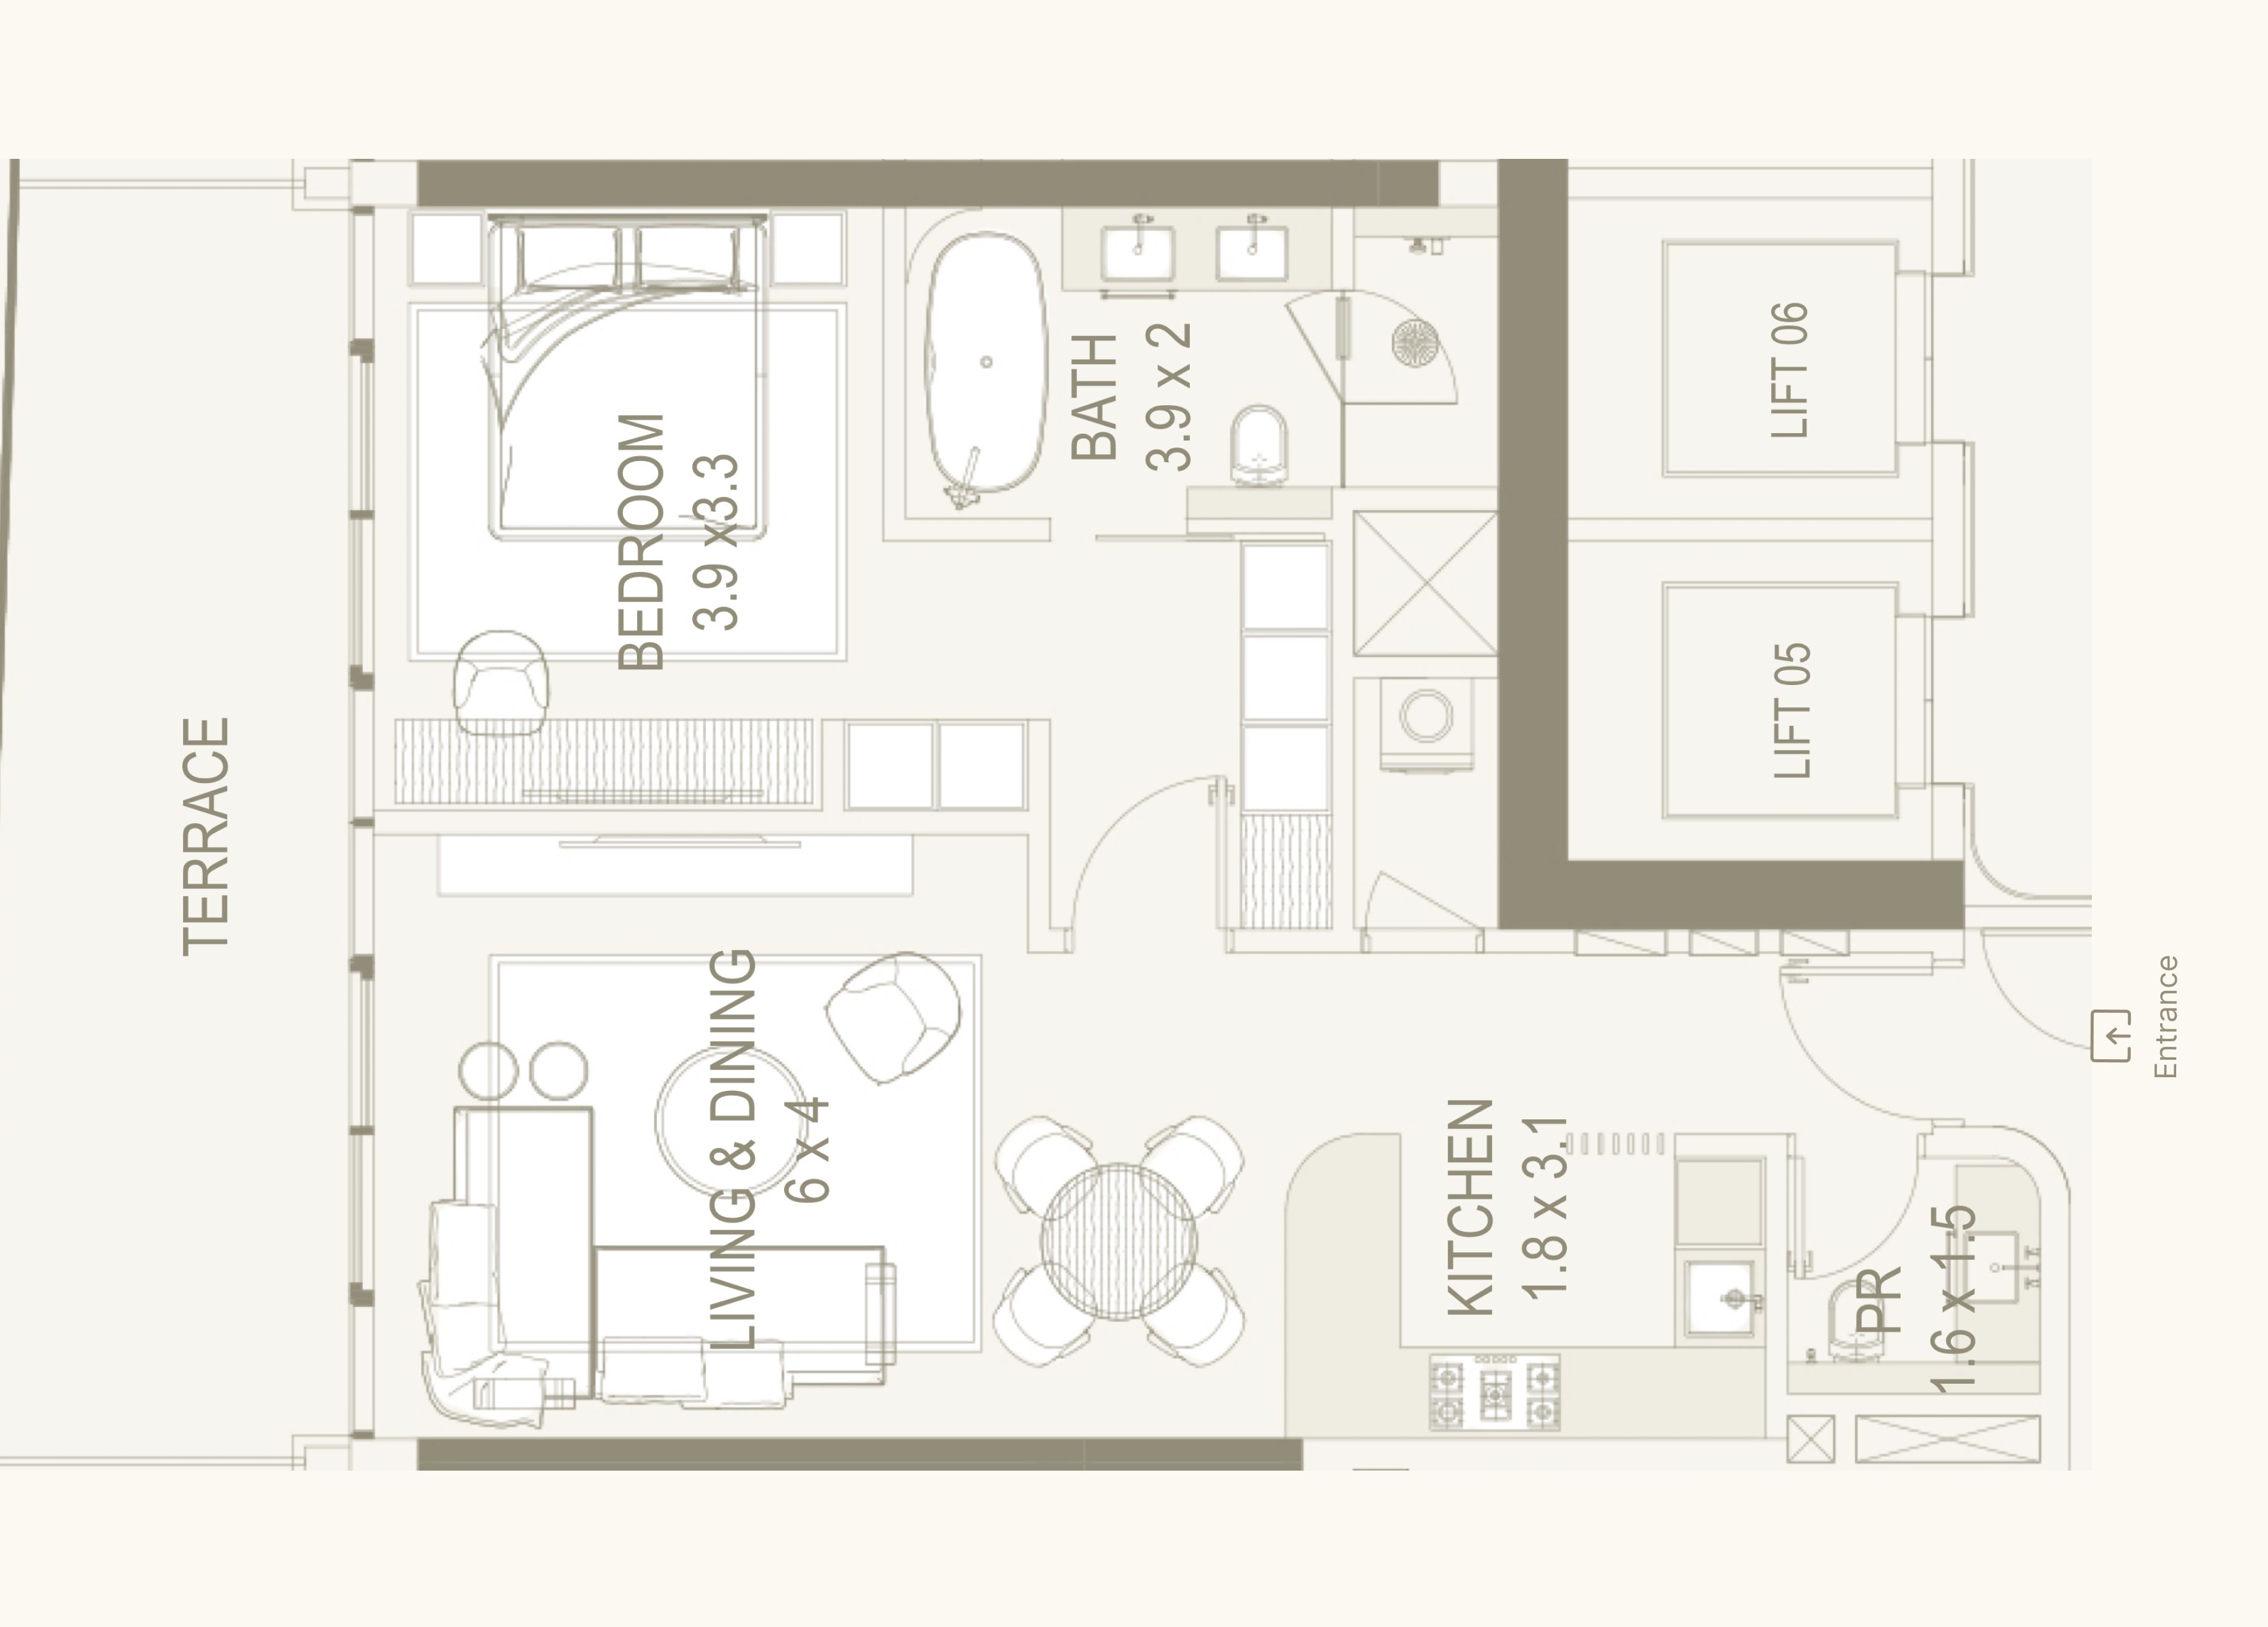 TERRACE
BEDROOM
3.9 x3.3
BATH
3.9 x 2
LIFT 06
LIFT 05
LIVING & DINING
6 x 4
KITCHEN
1.8 x 3.1
PR
1.6 x 1.5
Entrance